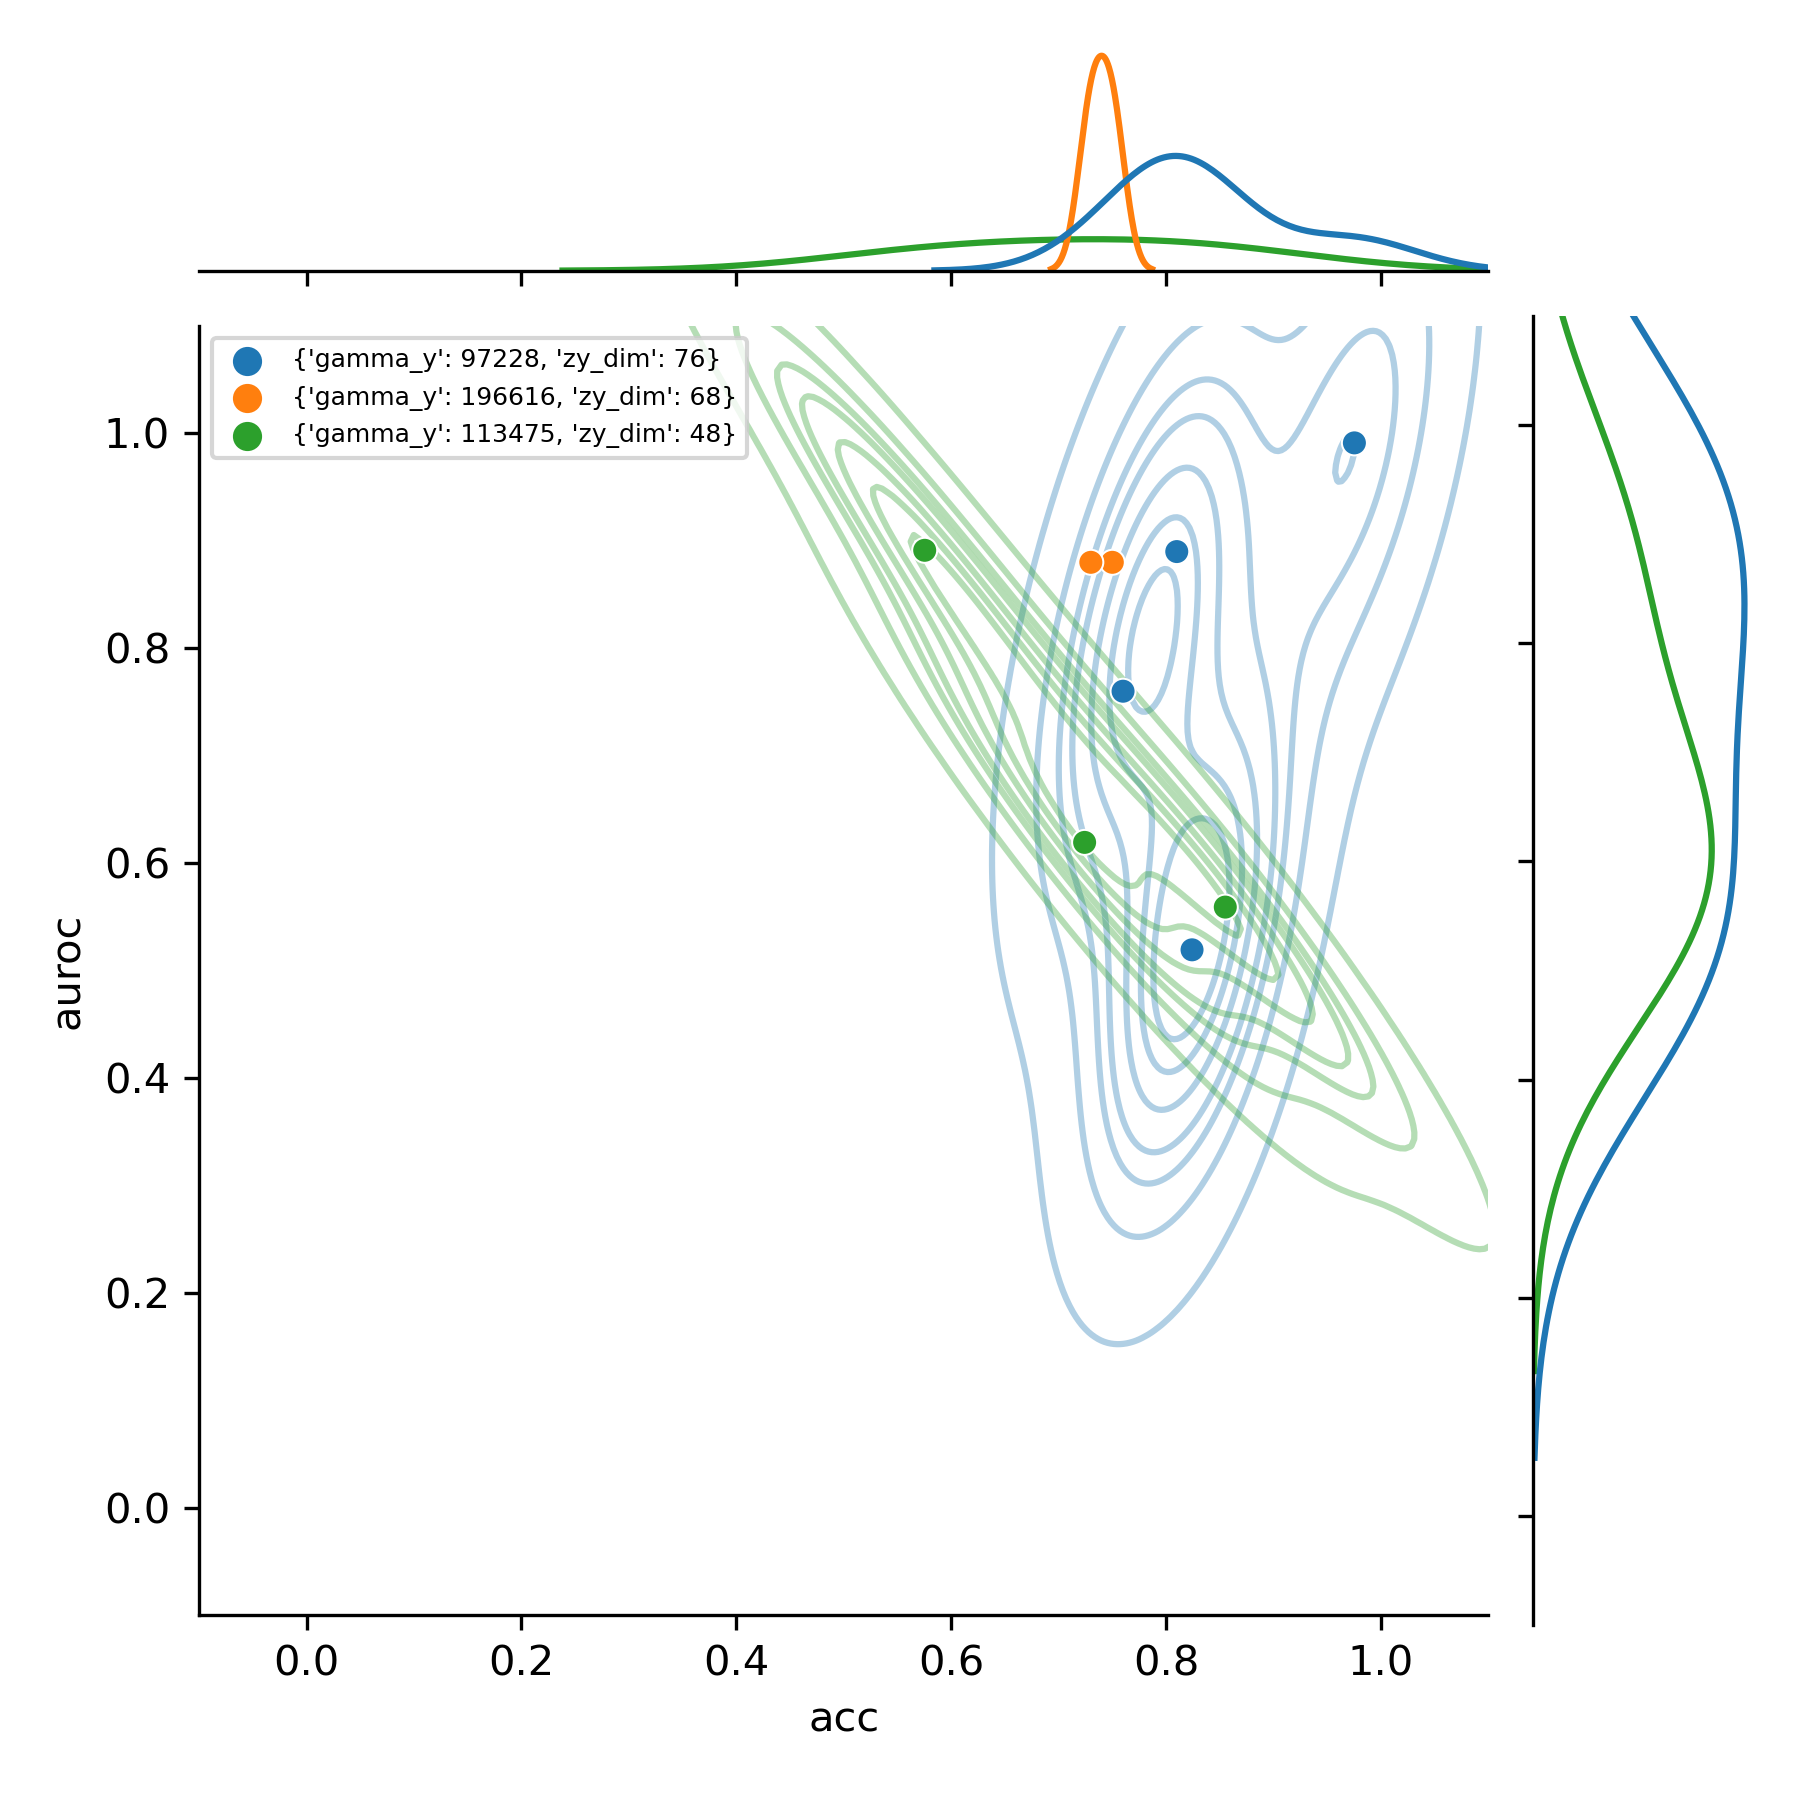 {'gamma_y': 97228, 'zy_dim': 76}
{'gamma_y': 196616, 'zy_dim': 68}
{'gamma_y': 113475, 'zy_dim': 48}
1.0
0.8
0.6
0.4
0.2
0.0
auroc
0.0 0.2 0.4 0.6 0.8 1.0
acc